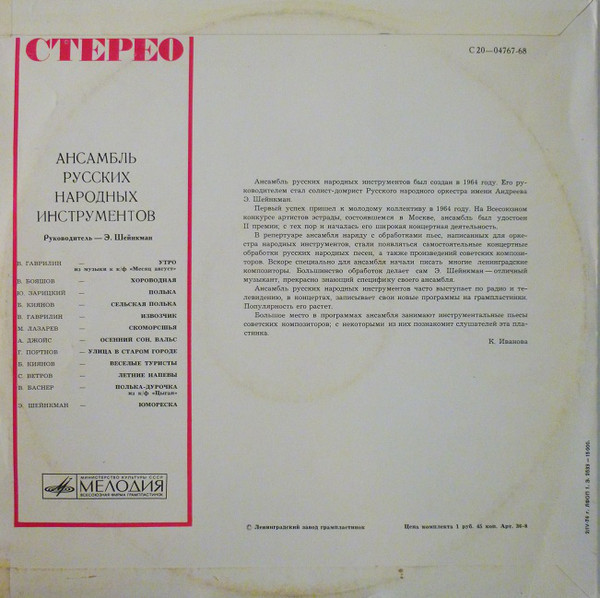 СТЕРЕО
С 20—04767-68
АНСАМБЛЬ
РУССКИХ
НАРОДНЫХ
ИНСТРУМЕНТОВ
Руководитель — Э. Шейнкман
В. ГАВРИЛИН — УТРО
из музыки к к/ф «Месяц август»
В. БОЯШОВ — ХОРОВОДНАЯ
Ю. ЗАРИЦКИЙ — ПОЛЬКА
Б. КИЯНОВ — СЕЛЬСКАЯ ПОЛЬКА
В. ГАВРИЛИН — ИЗВОЗЧИК
М. ЛАЗАРЕВ — СКОМОРОШЬЯ
А. ДЖОЙС — ОСЕННИЙ СОН, ВАЛЬС
Г. ПОРТНОВ — УЛИЦА В СТАРОМ ГОРОДЕ
Б. КИЯНОВ — ВЕСЕЛЫЕ ТУРИСТЫ
С. ВЕТРОВ — ЛЕТНИЕ НАПЕВЫ
В. БАСНЕР — ПОЛЬКА-ДУРОЧКА
из к/ф «Цыган»
Э. ШЕЙНКМАН — ЮМОРЕСКА
МИНИСТЕРСТВО КУЛЬТУРЫ СССР
МЕЛОДИЯ
ВСЕСОЮЗНАЯ ФИРМА ГРАМПЛАСТИНОК
Ансамбль русских народных инструментов был создан в 1964 году. Его ру-
ководителем стал солист-домрист Русского народного оркестра имени Андреева
Э. Шейнкман.
Первый успех пришел к молодому коллективу в 1964 году. На Всесоюзном
конкурсе артистов эстрады, состоявшемся в Москве, ансамбль был удостоен
II премии; с тех пор и началась его широкая концертная деятельность.
В репертуаре ансамбля наряду с обработками пьес, написанных для орке-
стра народных инструментов, стали появляться самостоятельные концертные
обработки русских народных песен, а также произведений советских компози-
торов. Вскоре специально для ансамбля начали писать многие ленинградские
композиторы. Большинство обработок делает сам Э. Шейнкман — отличный
музыкант, прекрасно знающий специфику своего ансамбля.
Ансамбль русских народных инструментов часто выступает по радио и те-
левидению, в концертах, записывает свои новые программы на грампластинки.
Популярность его растет.
Большое место в программах ансамбля занимают инструментальные пьесы
советских композиторов; с некоторыми из них познакомит слушателей эта пла-
стинка.
К. Иванова
© Ленинградский завод грампластинок
Цена комплекта 1 руб. 45 коп. Арт. 36-6